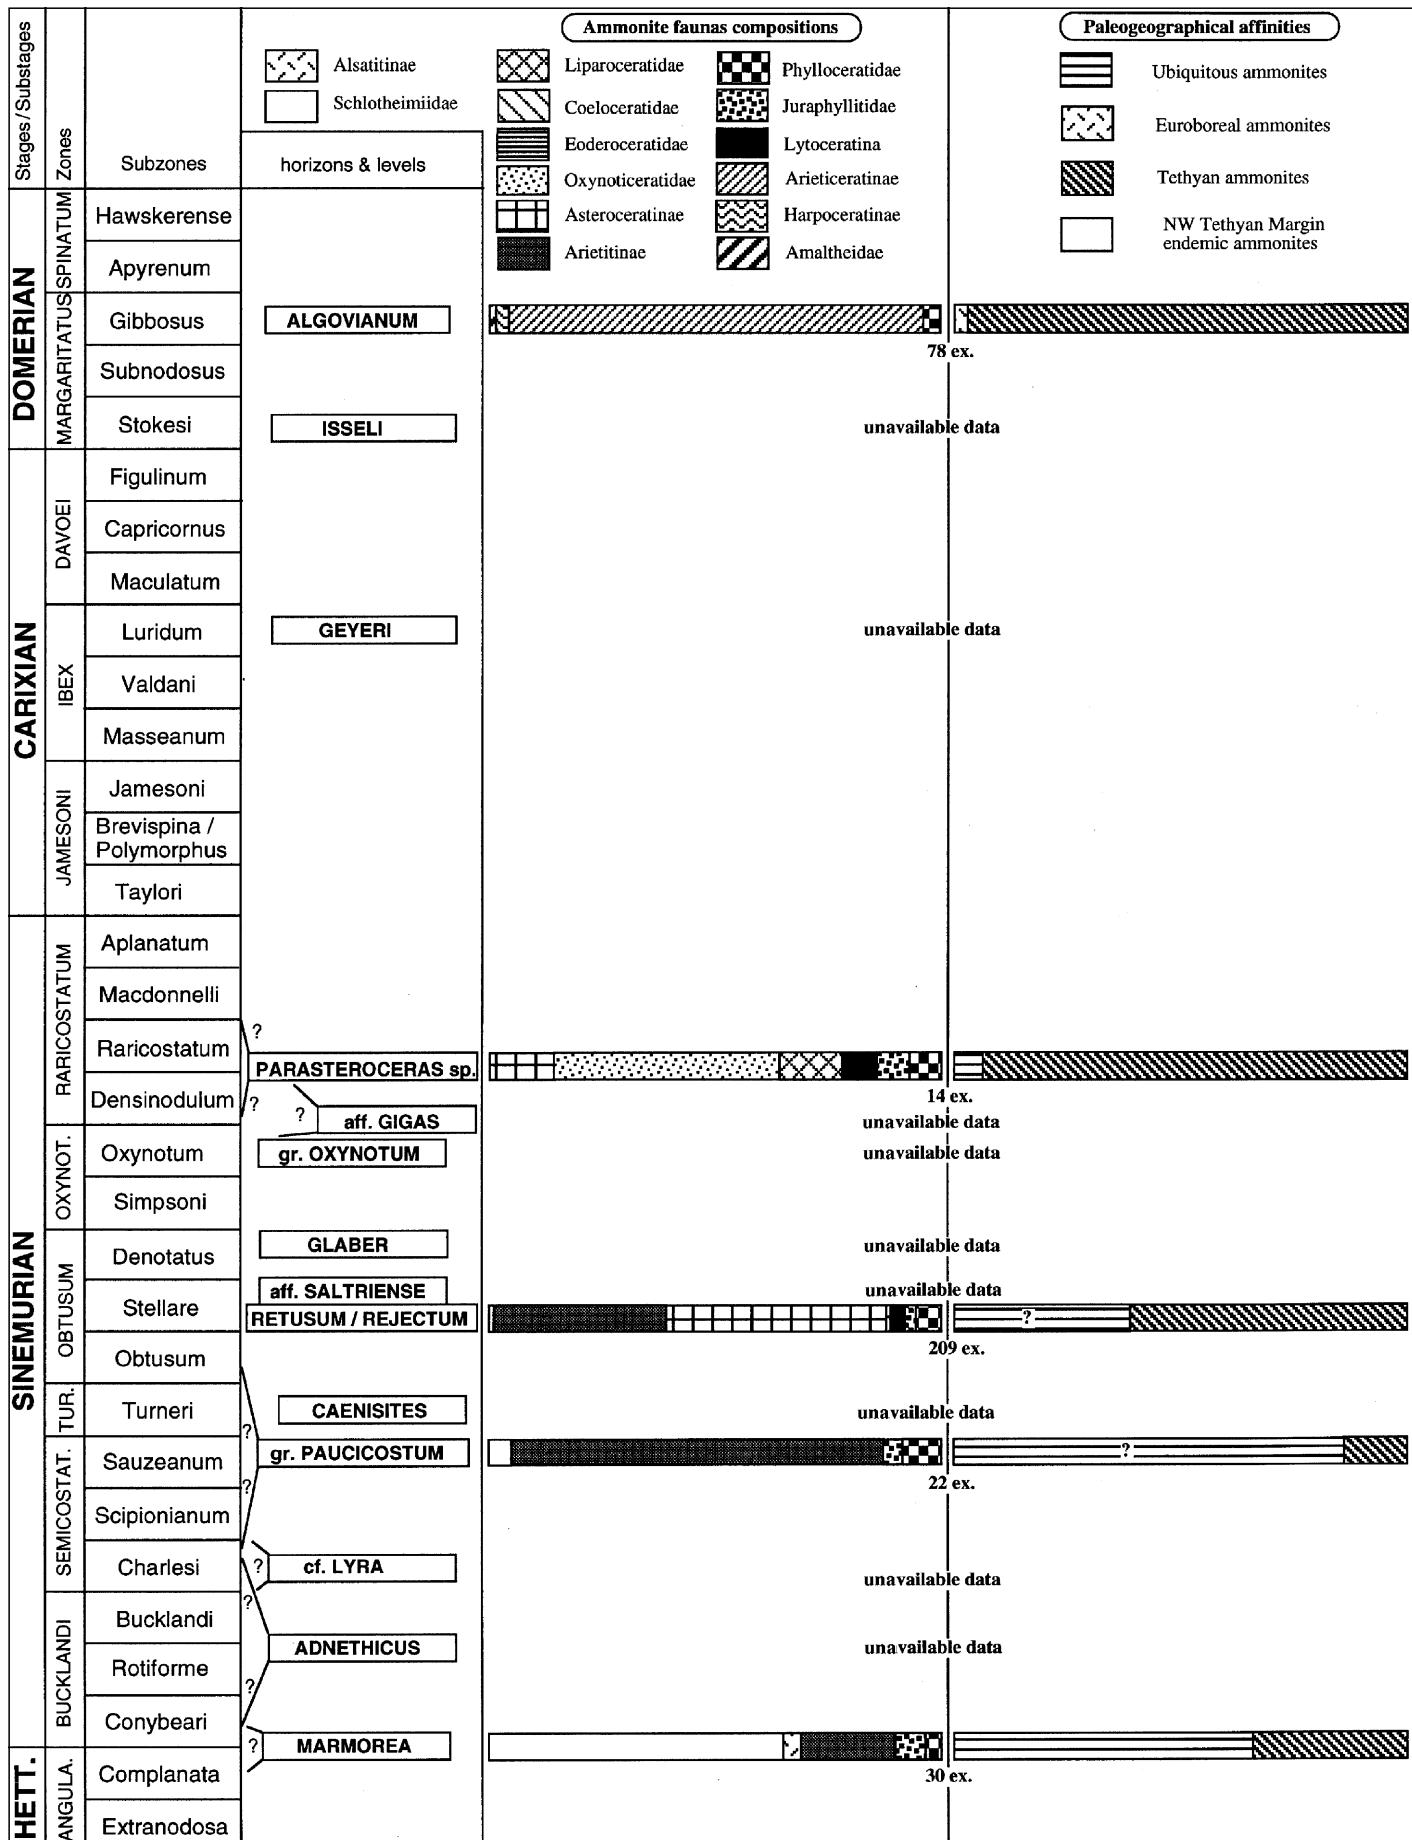 Stages/Substages
Zones
Subzones
horizons & levels
Ammonite faunas compositions
Paleogeographical affinities
Alsatitinae
Schlotheimiidae
Liparoceratidae
Coeloceratidae
Eoderoceratidae
Oxynoticeratidae
Asteroceratinae
Arietitinae
Phylloceratidae
Juraphyllitidae
Lytoceratina
Arieticeratinae
Harpoceratinae
Amaltheidae
Ubiquitous ammonites
Euroboreal ammonites
Tethyan ammonites
NW Tethyan Margin
endemic ammonites
DOMERIAN
SPINATUM
Hawskerense
Apyrenum
MARGARITATUS
Gibbosus
ALGOVIANUM
78 ex.
Subnodosus
Stokesi
ISSELI
unavailable data
CARIXIAN
DAVOEI
Figulinum
Capricornus
Maculatum
IBEX
Luridum
GEYERI
unavailable data
Valdani
Masseanum
JAMESONI
Jamesoni
Brevispina /
Polymorphus
Taylori
SINEMURIAN
RARICOSTATUM
Aplanatum
Macdonnelli
Raricostatum
?
PARASTEROCERAS sp.
14 ex.
Densinodulum
?
?
aff. GIGAS
unavailable data
OXYNOT.
Oxynotum
gr. OXYNOTUM
unavailable data
Simpsoni
OBTUSUM
Denotatus
GLABER
unavailable data
Stellare
aff. SALTRIENSE
unavailable data
RETUSUM / REJECTUM
?
209 ex.
Obtusum
TUR.
Turneri
CAENISITES
unavailable data
?
SEMICOSTAT.
Sauzeanum
gr. PAUCICOSTUM
?
22 ex.
?
Scipionianum
Charlesi
?
cf. LYRA
unavailable data
?
BUCKLANDI
Bucklandi
ADNETHICUS
unavailable data
Rotiforme
?
Conybeari
?
MARMOREA
30 ex.
HETT.
ANGULA.
Complanata
Extranodosa